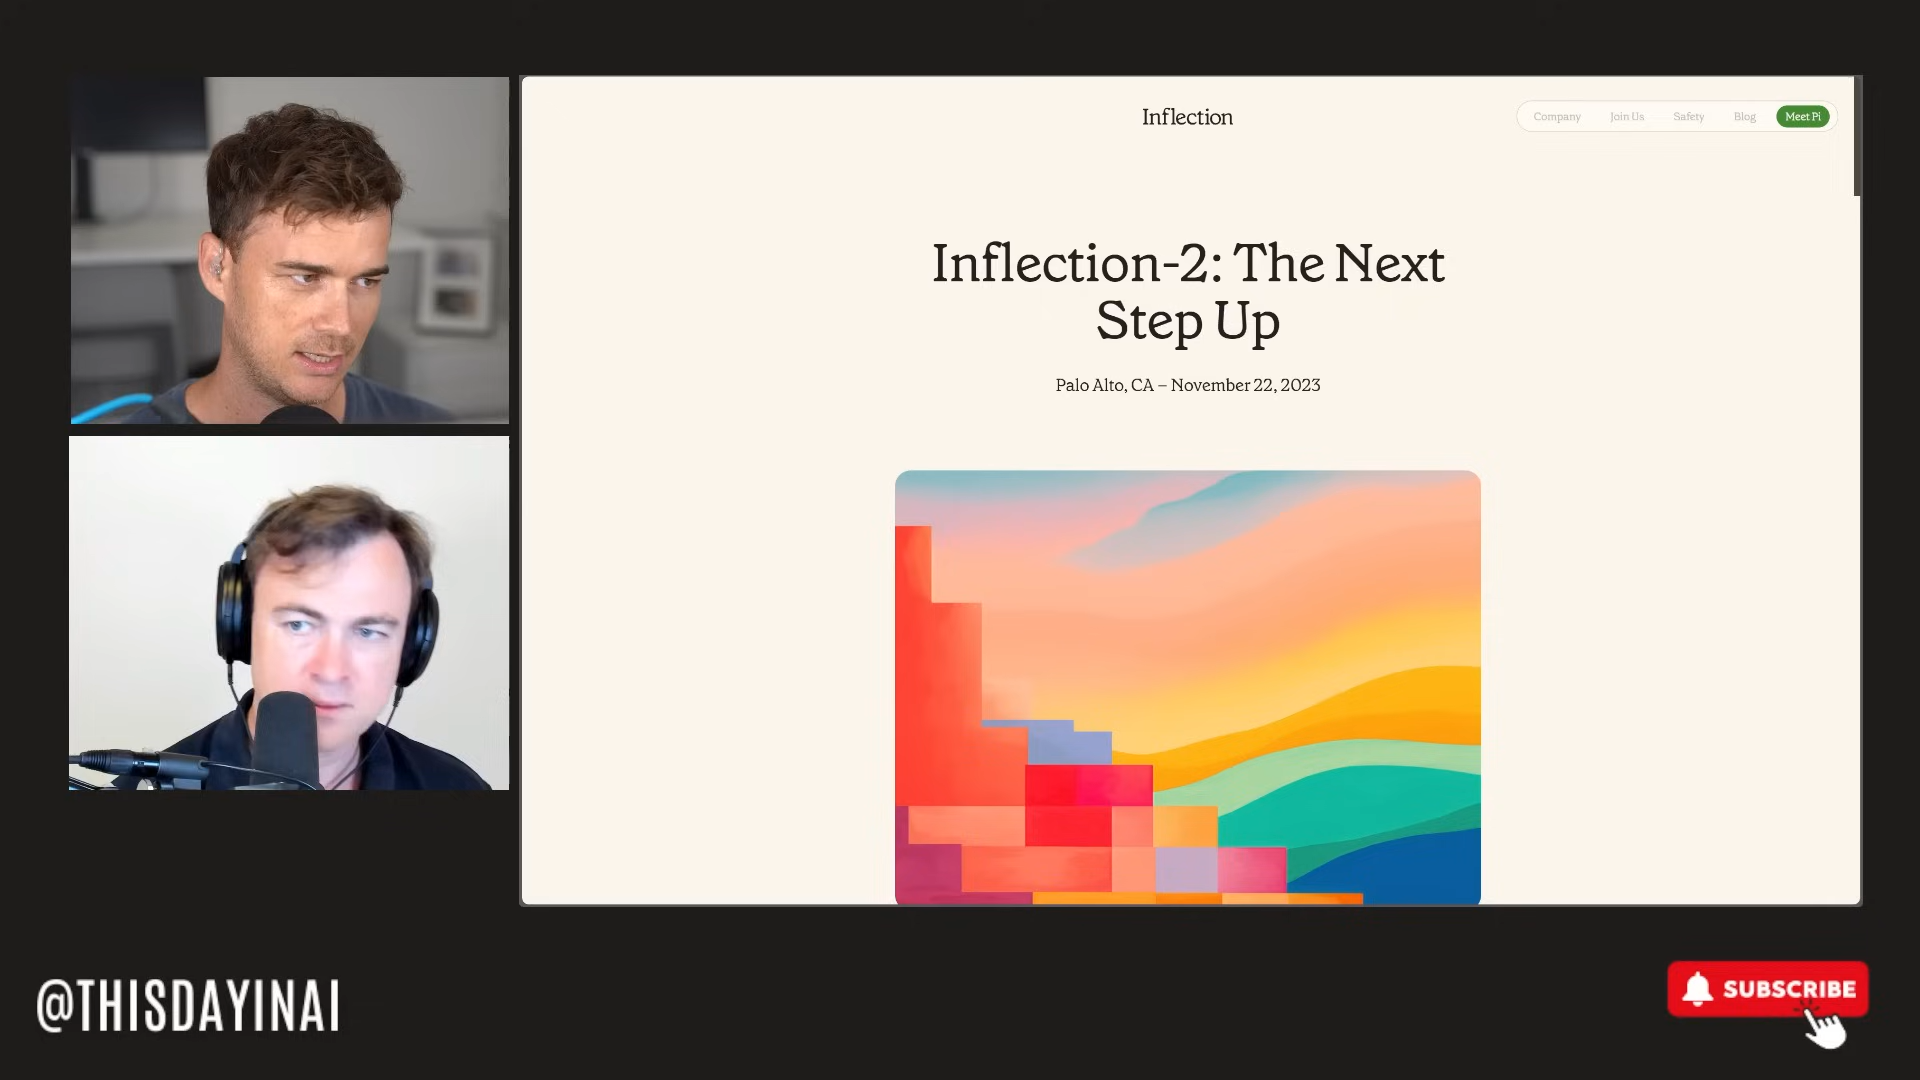 Inflection
Company Join Us Safety Blog Meet Pi
Inflection-2: The Next
Step Up
Palo Alto, CA – November 22, 2023
@THISDAYINAI
SUBSCRIBE